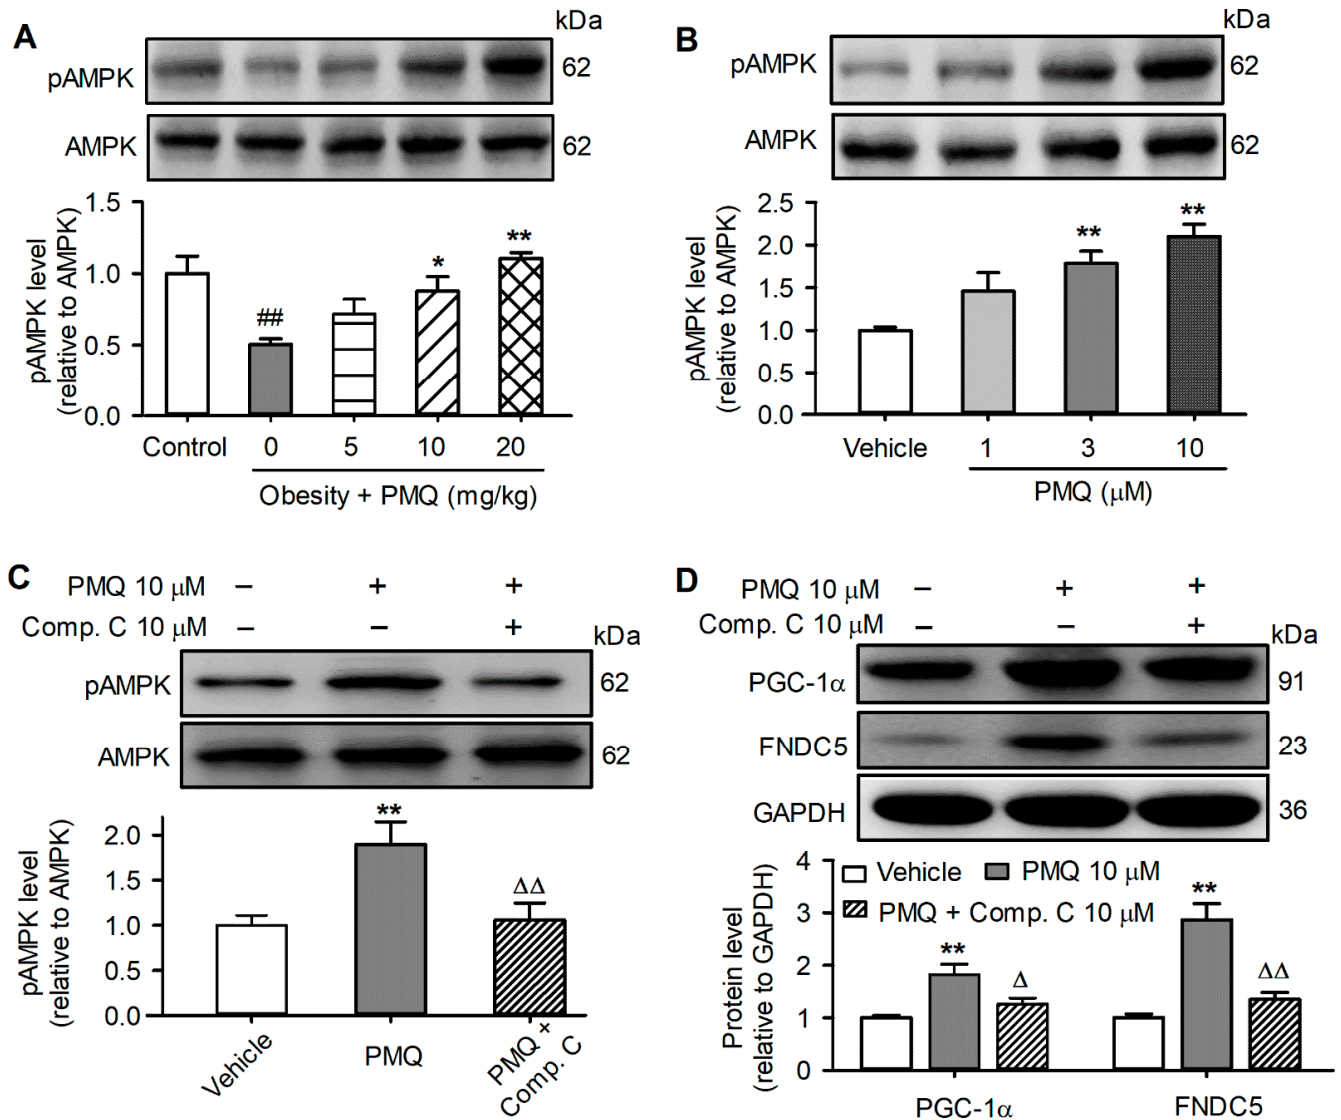 A
kDa
pAMPK
62
AMPK
62
pAMPK level
(relative to AMPK)
1.5
1.0
0.5
0.0
##
*
**
Control 0 5 10 20
Obesity + PMQ (mg/kg)
B
kDa
pAMPK
62
AMPK
62
pAMPK level
(relative to AMPK)
2.5
2.0
1.5
1.0
0.5
0.0
**
**
Vehicle 1 3 10
PMQ (μM)
C
PMQ 10 μM − + +
Comp. C 10 μM − − +
kDa
pAMPK
62
AMPK
62
pAMPK level
(relative to AMPK)
2.0
1.5
1.0
0.5
0.0
**
ΔΔ
Vehicle
PMQ
PMQ +
Comp. C
D
PMQ 10 μM − + +
Comp. C 10 μM − − +
kDa
PGC-1α
91
FNDC5
23
GAPDH
36
Protein level
(relative to GAPDH)
4
3
2
1
0
Vehicle PMQ 10 μM
PMQ + Comp. C 10 μM
**
Δ
**
ΔΔ
PGC-1α FNDC5